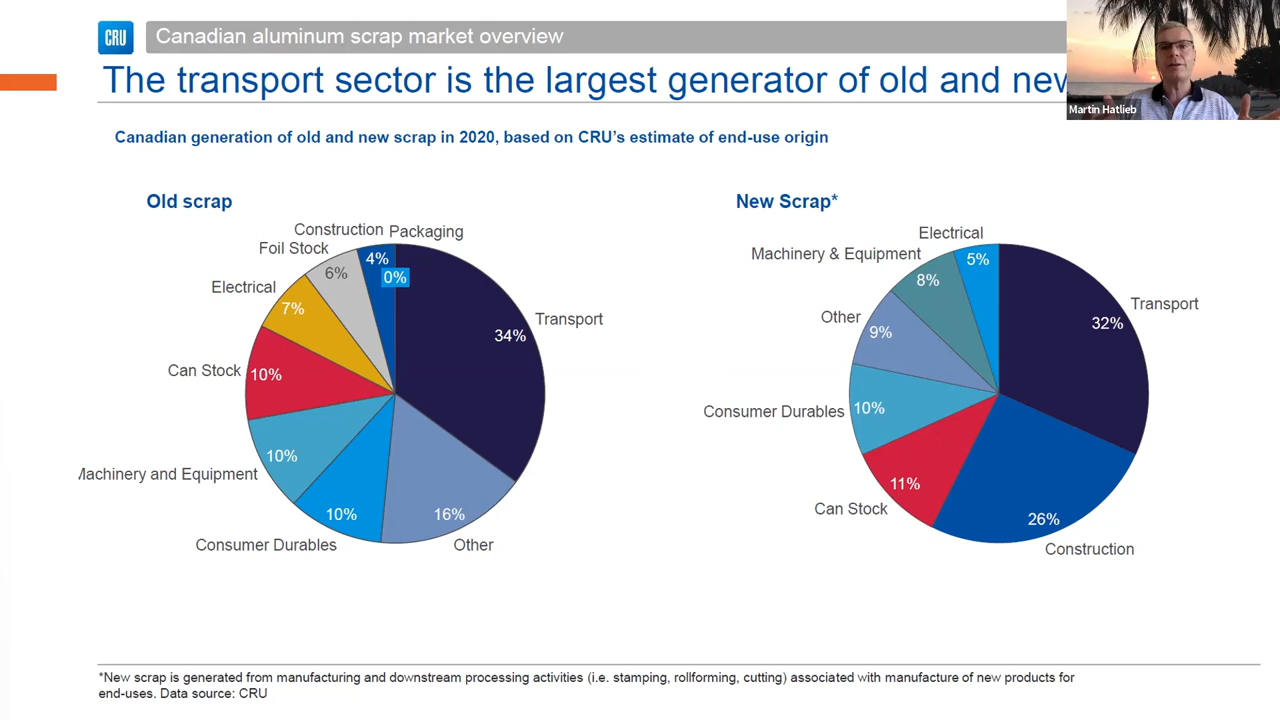 CRU
Canadian aluminum scrap market overview
The transport sector is the largest generator of old and new
Martin Hatlieb
Canadian generation of old and new scrap in 2020, based on CRU's estimate of end-use origin
Old scrap
Construction
Packaging
Foil Stock
4%
0%
6%
Electrical
7%
Transport
34%
Can Stock
10%
10%
Machinery and Equipment
10%
16%
Consumer Durables
Other
New Scrap*
Electrical
Machinery & Equipment
5%
8%
Transport
Other
32%
9%
Consumer Durables
10%
11%
Can Stock
26%
Construction
*New scrap is generated from manufacturing and downstream processing activities (i.e. stamping, rollforming, cutting) associated with manufacture of new products for
end-uses. Data source: CRU